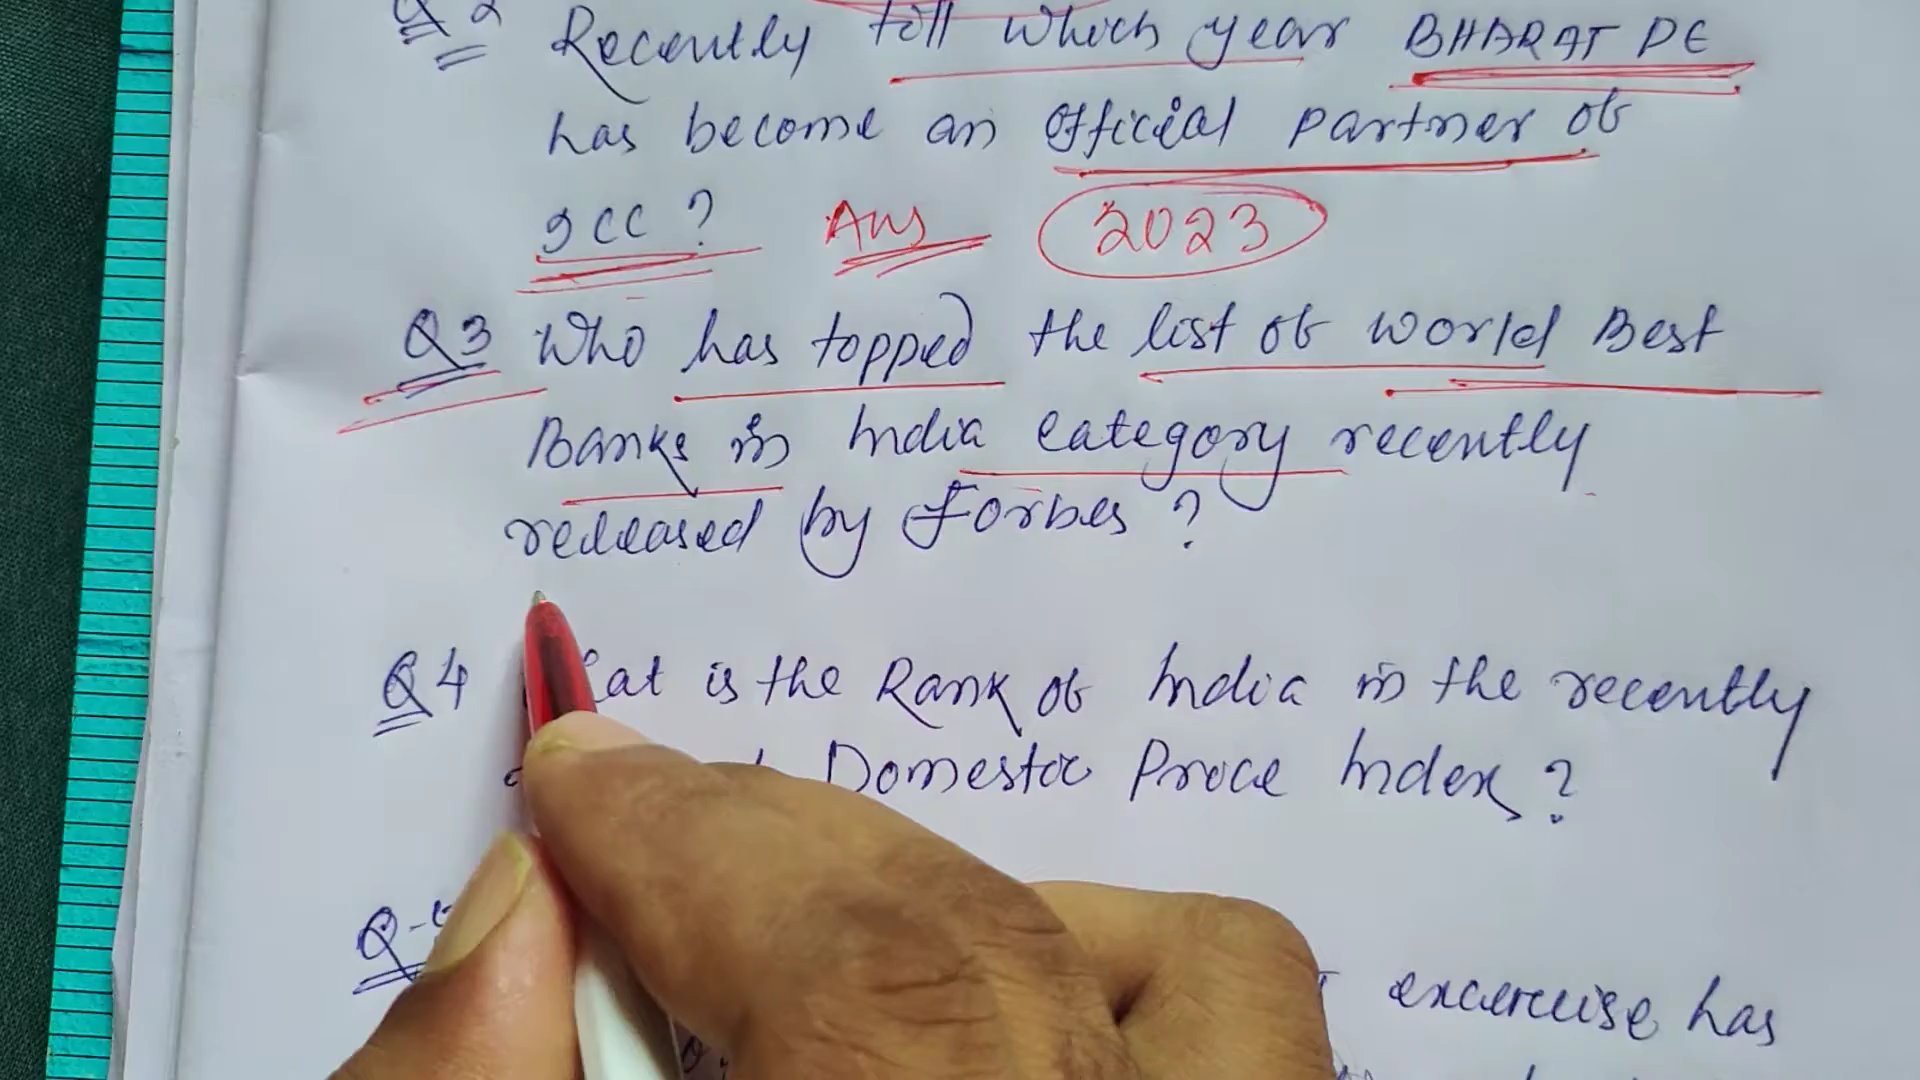 Q 2 Recently till which year BHARAT PE
has become an official partner of
ICC ? Ans 2023
Q3 Who has topped the list of World Best
Banks in India category recently
released by Forbes ?
Q4 is the Rank of India in the recently
Domestic Price Index ?
excercise has